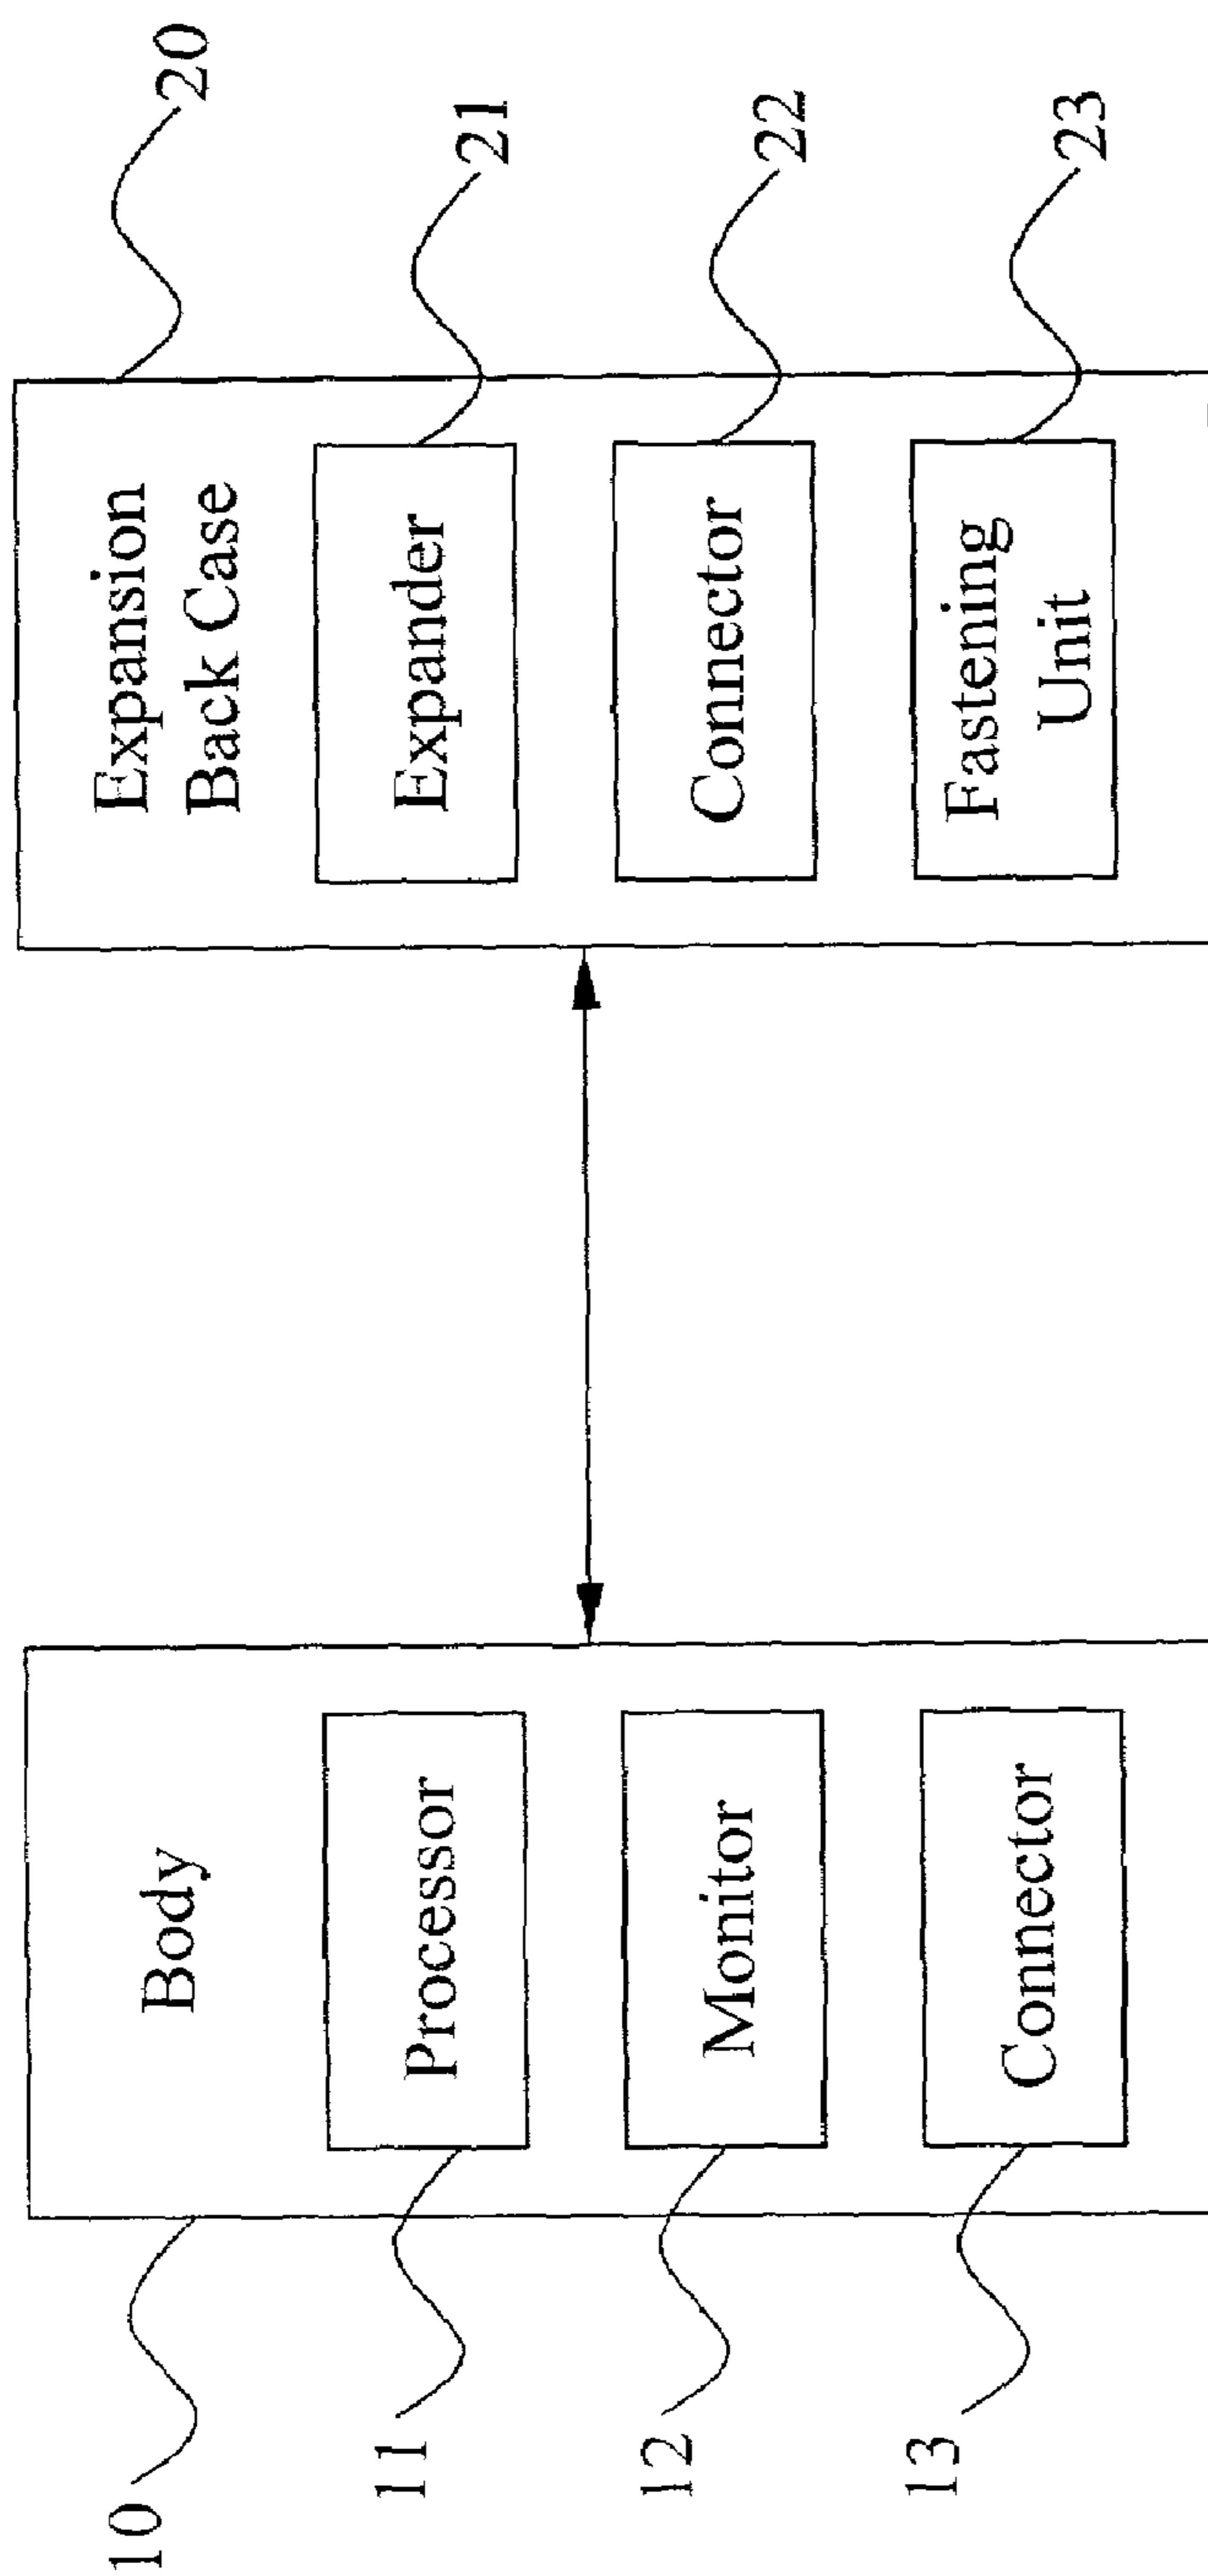 10
Body
11
Processor
12
Monitor
13
Connector
Expansion
Back Case
20
Expander
21
Connector
22
Fastening
Unit
23